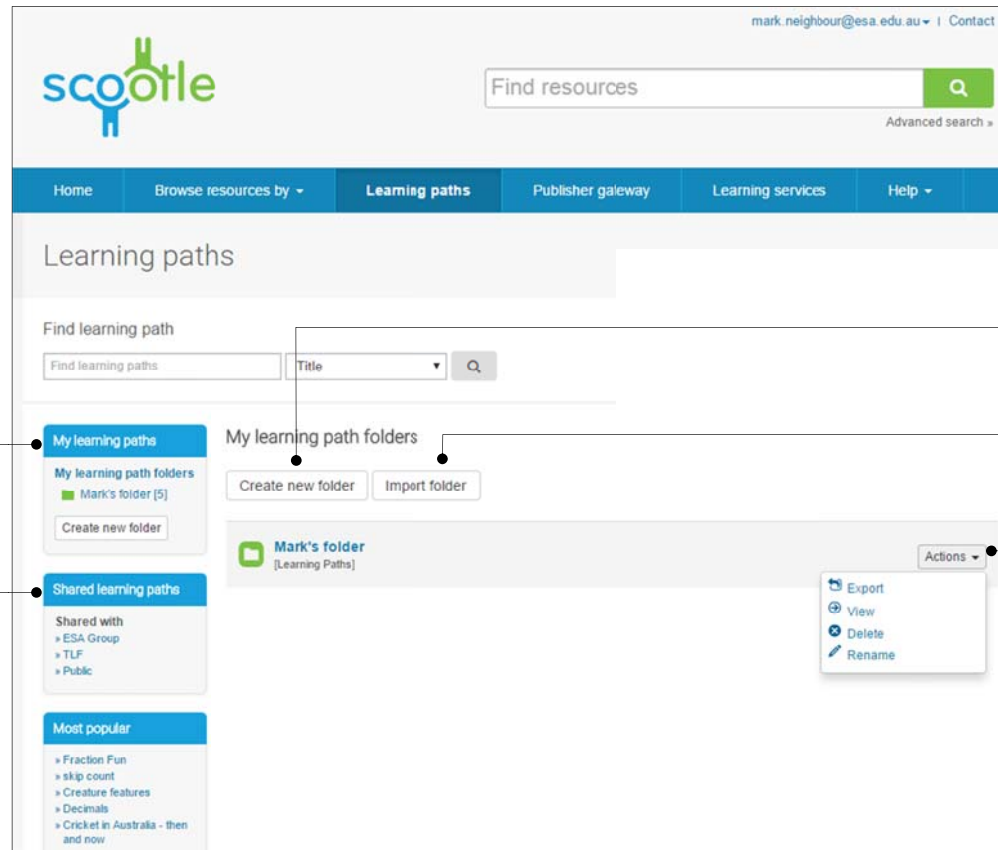 mark.neighbour@esa.edu.au | Contact
scootle
Find resources
Advanced search »
Home Browse resources by Learning paths Publisher gateway Learning services Help
Learning paths
Find learning path
Find learning paths Title
My learning paths
My learning path folders
Mark's folder [5]
Create new folder
Shared learning paths
Shared with
» ESA Group
» TLF
» Public
Most popular
» Fraction Fun
» skip count
» Creature features
» Decimals
» Cricket in Australia - then
and now
My learning path folders
Create new folder Import folder
Mark's folder
[Learning Paths]
Actions
Export
View
Delete
Rename